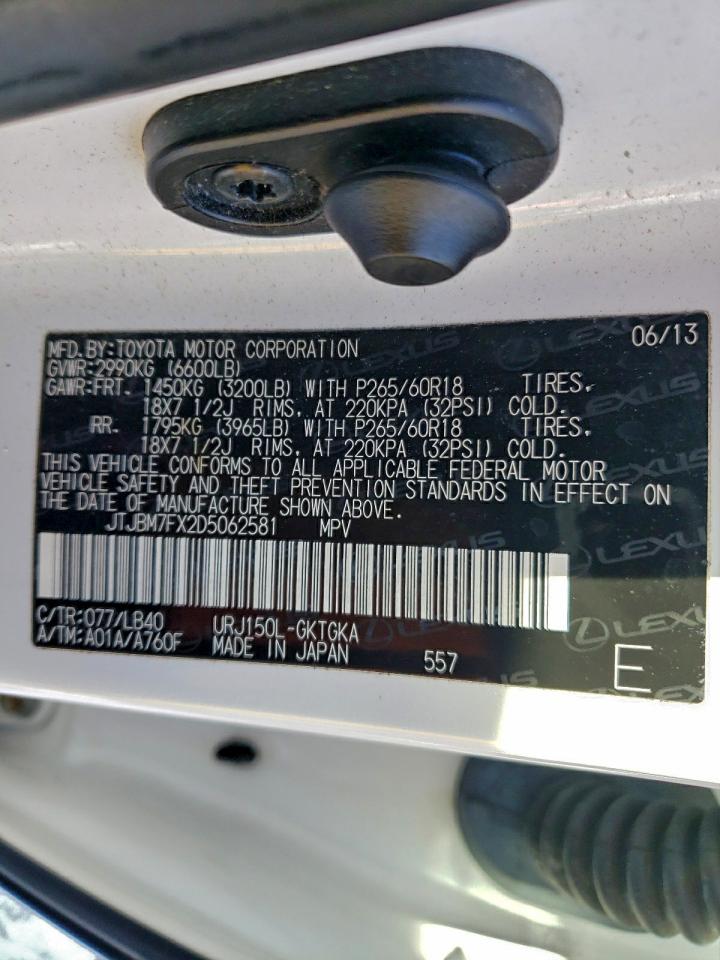 MFD.BY:TOYOTA MOTOR CORPORATION 06/13
GVWR:2990KG (6600LB)
GAWR:FRT. 1450KG (3200LB) WITH P265/60R18 TIRES.
18X7 1/2J RIMS. AT 220KPA (32PSI) COLD.
RR. 1795KG (3965LB) WITH P265/60R18 TIRES.
18X7 1/2J RIMS. AT 220KPA (32PSI) COLD.
THIS VEHICLE CONFORMS TO ALL APPLICABLE FEDERAL MOTOR
VEHICLE SAFETY AND THEFT PREVENTION STANDARDS IN EFFECT ON
THE DATE OF MANUFACTURE SHOWN ABOVE.
JTJBM7FX2D5062581 MPV
C/TR:077/LB40 URJ150L-GKTGKA
A/TM:A01A/A760F MADE IN JAPAN 557 E
LEXUS
LEXUS
LEXUS
LEXUS